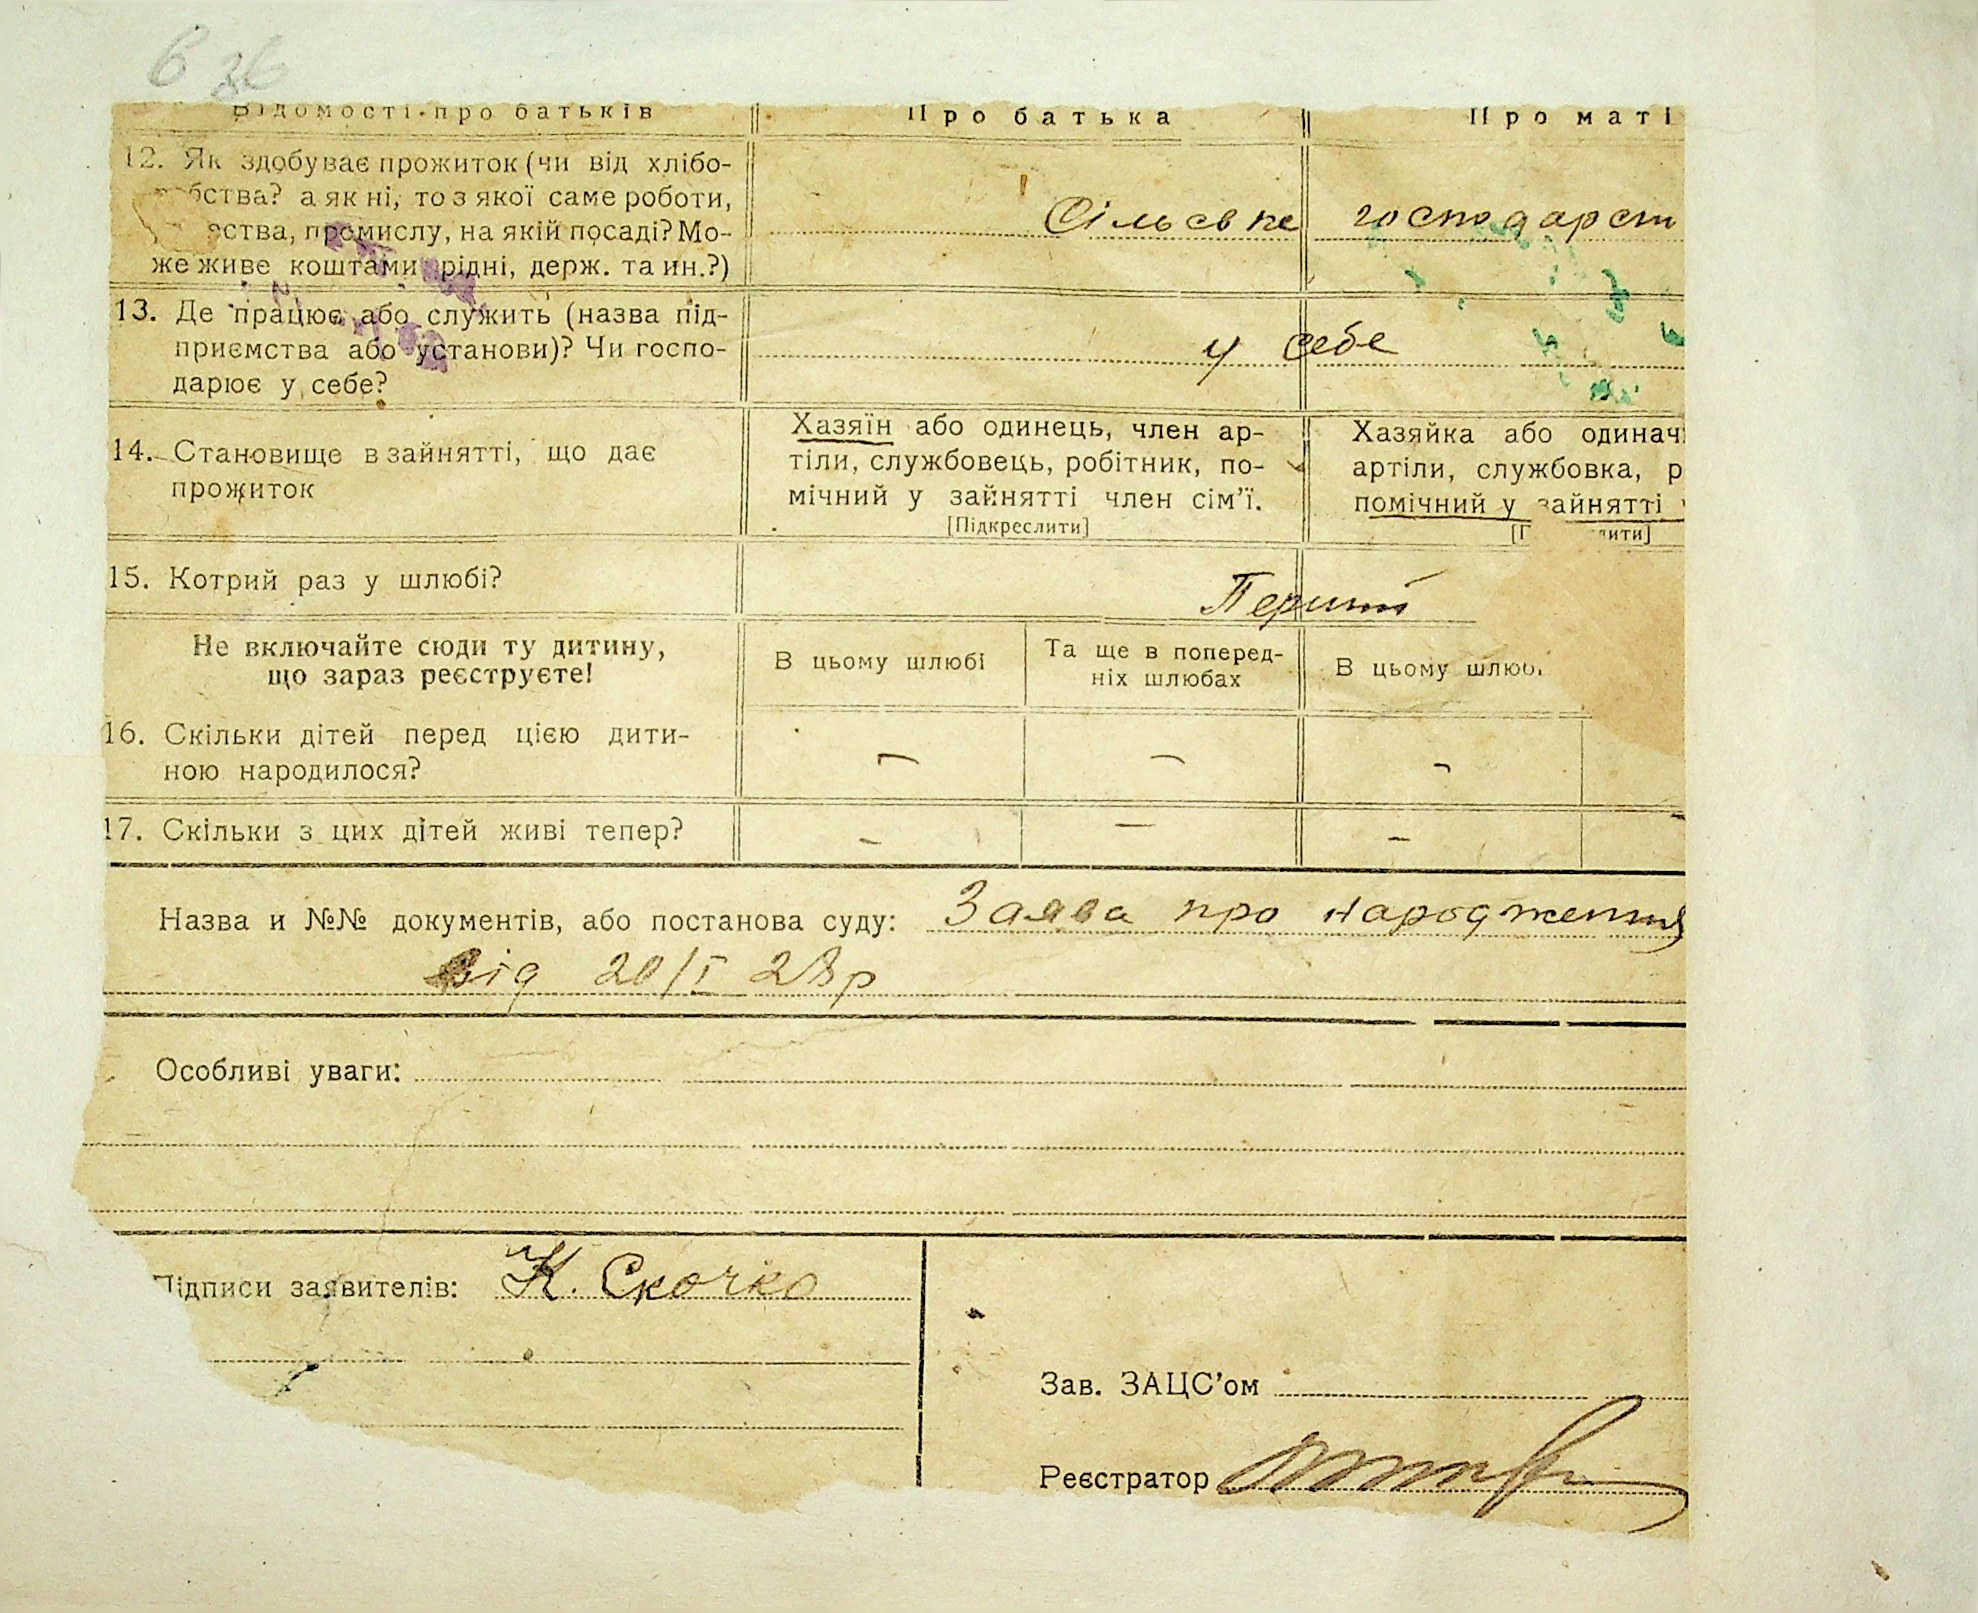 Відомості про батьків Про батька Про маті
12. Як здобуває прожиток (чи від хлібо-
бства? а як ні, то з якої саме роботи,
ства, промислу, на якій посаді? Мо-
же живе коштами рідні, держ. та ин.?)
Сільське господарст
13. Де працює або служить (назва під-
приємства або установи)? Чи госпо-
дарює у себе?
у себе
14. Становище в зайнятті, що дає
прожиток
Хазяїн або одинець, член ар-
тіли, службовець, робітник, по-
мічний у зайнятті член сім'ї.
[Підкреслити]
Хазяйка або одинач
артіли, службовка, р
помічний у зайнятті
15. Котрий раз у шлюбі?
Перший
Не включайте сюди ту дитину,
що зараз реєструєте!
В цьому шлюбі
Та ще в поперед-
ніх шлюбах
В цьому шлюбі
16. Скільки дітей перед цією дити-
ною народилося?
— — —
17. Скільки з цих дітей живі тепер?
— — —
Назва и №№ документів, або постанова суду: Заява про народження
від 20/I 28р
Особливі уваги:
Підписи заявителів: К. Скочко
Зав. ЗАЦС'ом
Реєстратор